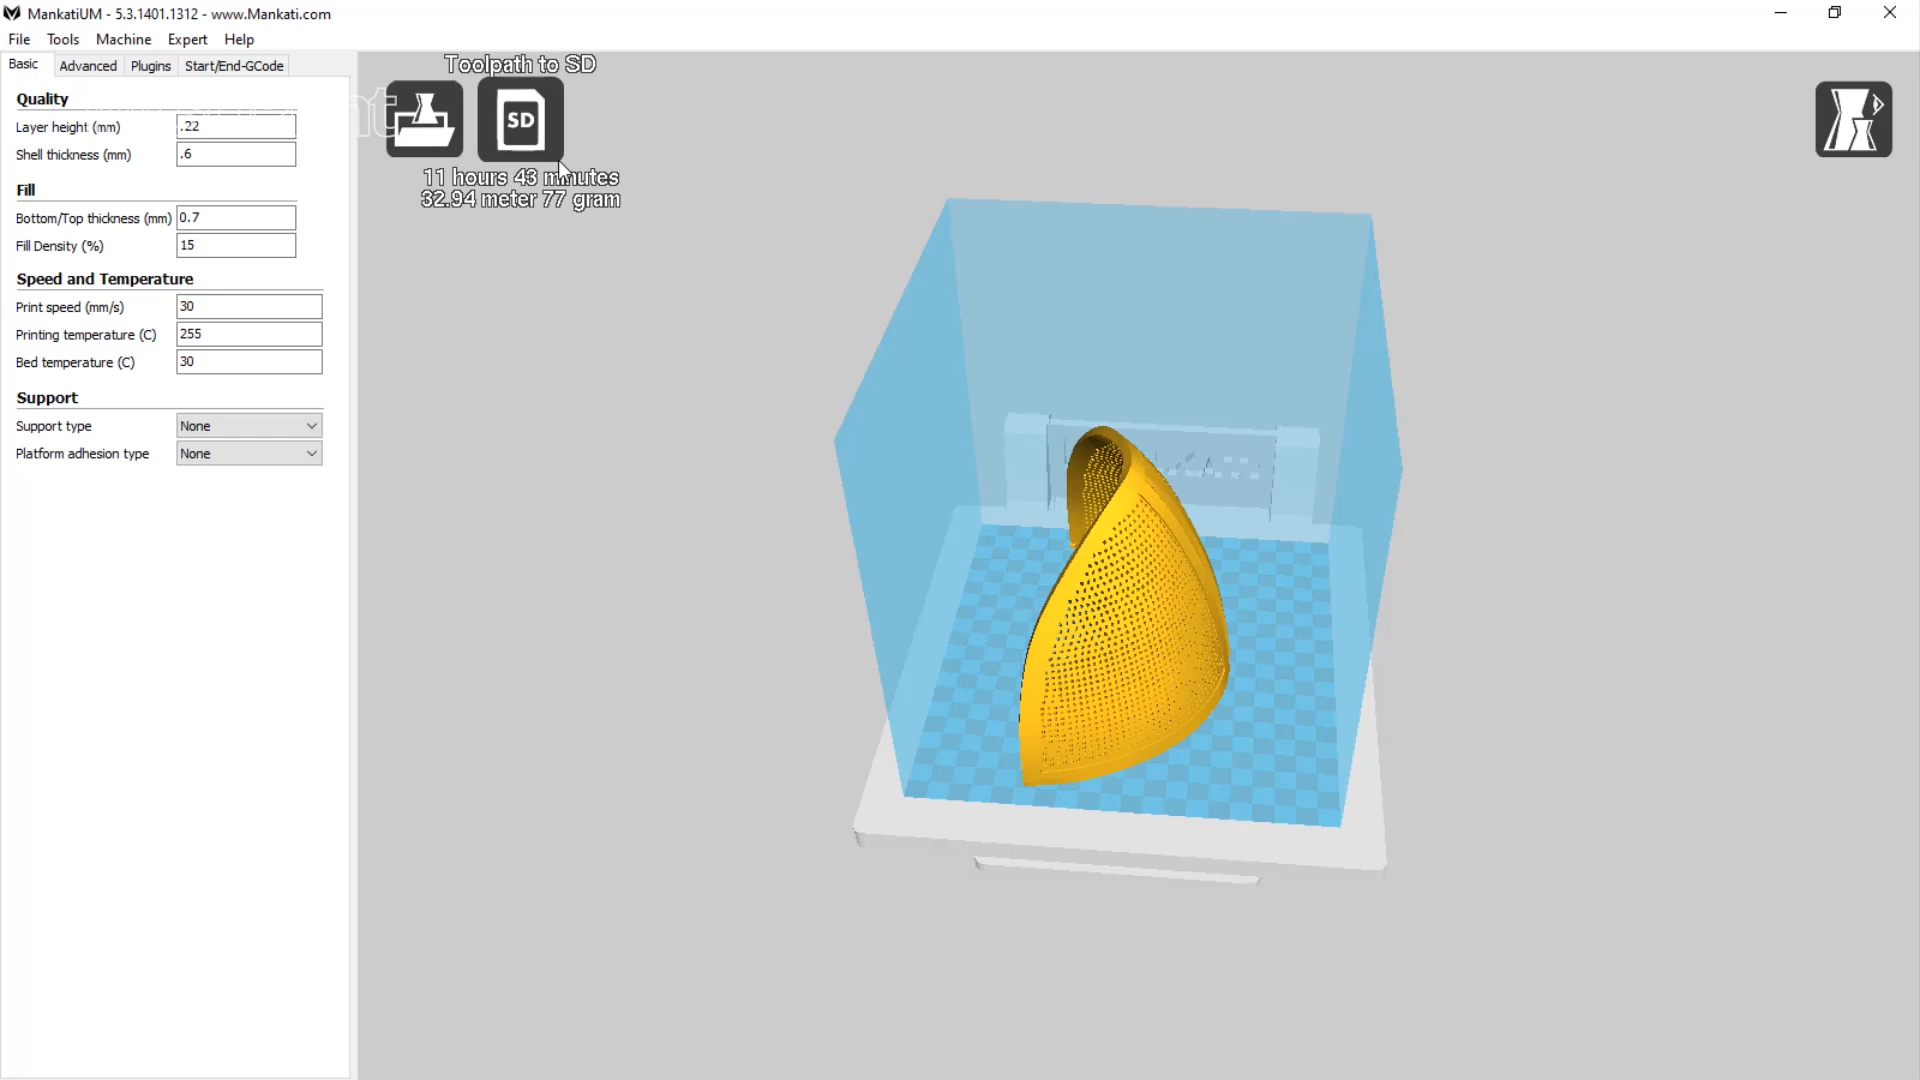 MankatiUM - 5.3.1401.1312 - www.Mankati.com
File Tools Machine Expert Help
Basic Advanced Plugins Start/End-GCode
Toolpath to SD
SD
11 hours 43 minutes
32.94 meter 77 gram
Quality
Layer height (mm) .22
Shell thickness (mm) .6
Fill
Bottom/Top thickness (mm) 0.7
Fill Density (%) 15
Speed and Temperature
Print speed (mm/s) 30
Printing temperature (C) 255
Bed temperature (C) 30
Support
Support type None
Platform adhesion type None